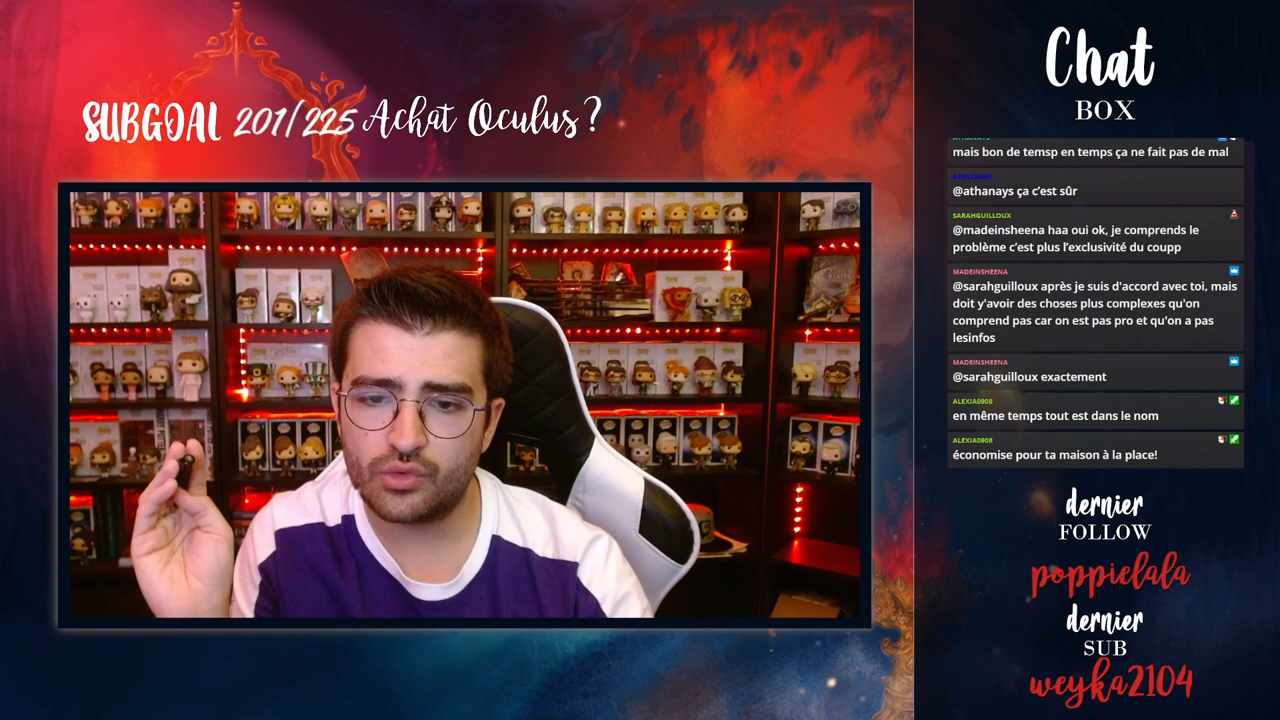 SUBGOAL 201/225 Achat Oculus?
Chat
BOX
mais bon de temsp en temps ça ne fait pas de mal
@athanays ça c'est sûr
SARAHGUILLOUX
@madeinsheena haa oui ok, je comprends le
problème c'est plus l'exclusivité du coupp
MADEINSHEENA
@sarahguilloux après je suis d'accord avec toi, mais
doit y'avoir des choses plus complexes qu'on
comprend pas car on est pas pro et qu'on a pas
lesinfos
MADEINSHEENA
@sarahguilloux exactement
ALEXIA0908
en même temps tout est dans le nom
ALEXIA0908
économise pour ta maison à la place!
dernier
FOLLOW
poppielala
dernier
SUB
weyka2104